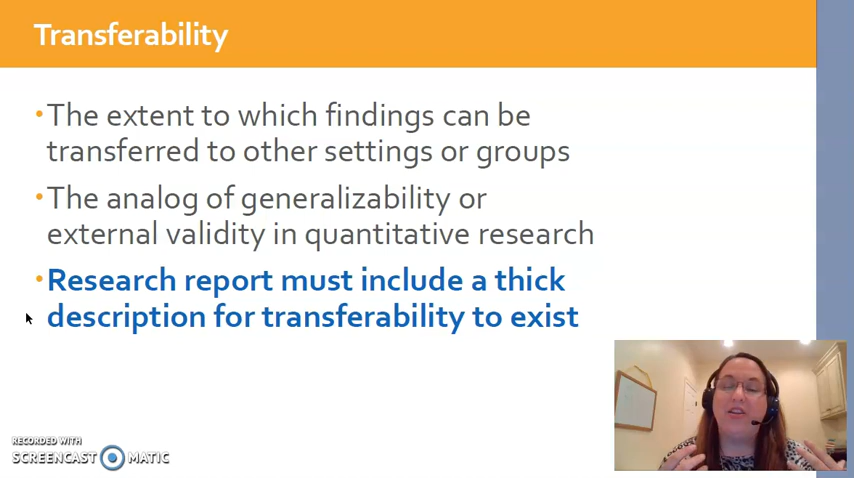 Transferability
•The extent to which findings can be
transferred to other settings or groups
•The analog of generalizability or
external validity in quantitative research
•Research report must include a thick
description for transferability to exist
RECORDED WITH
SCREENCAST MATIC